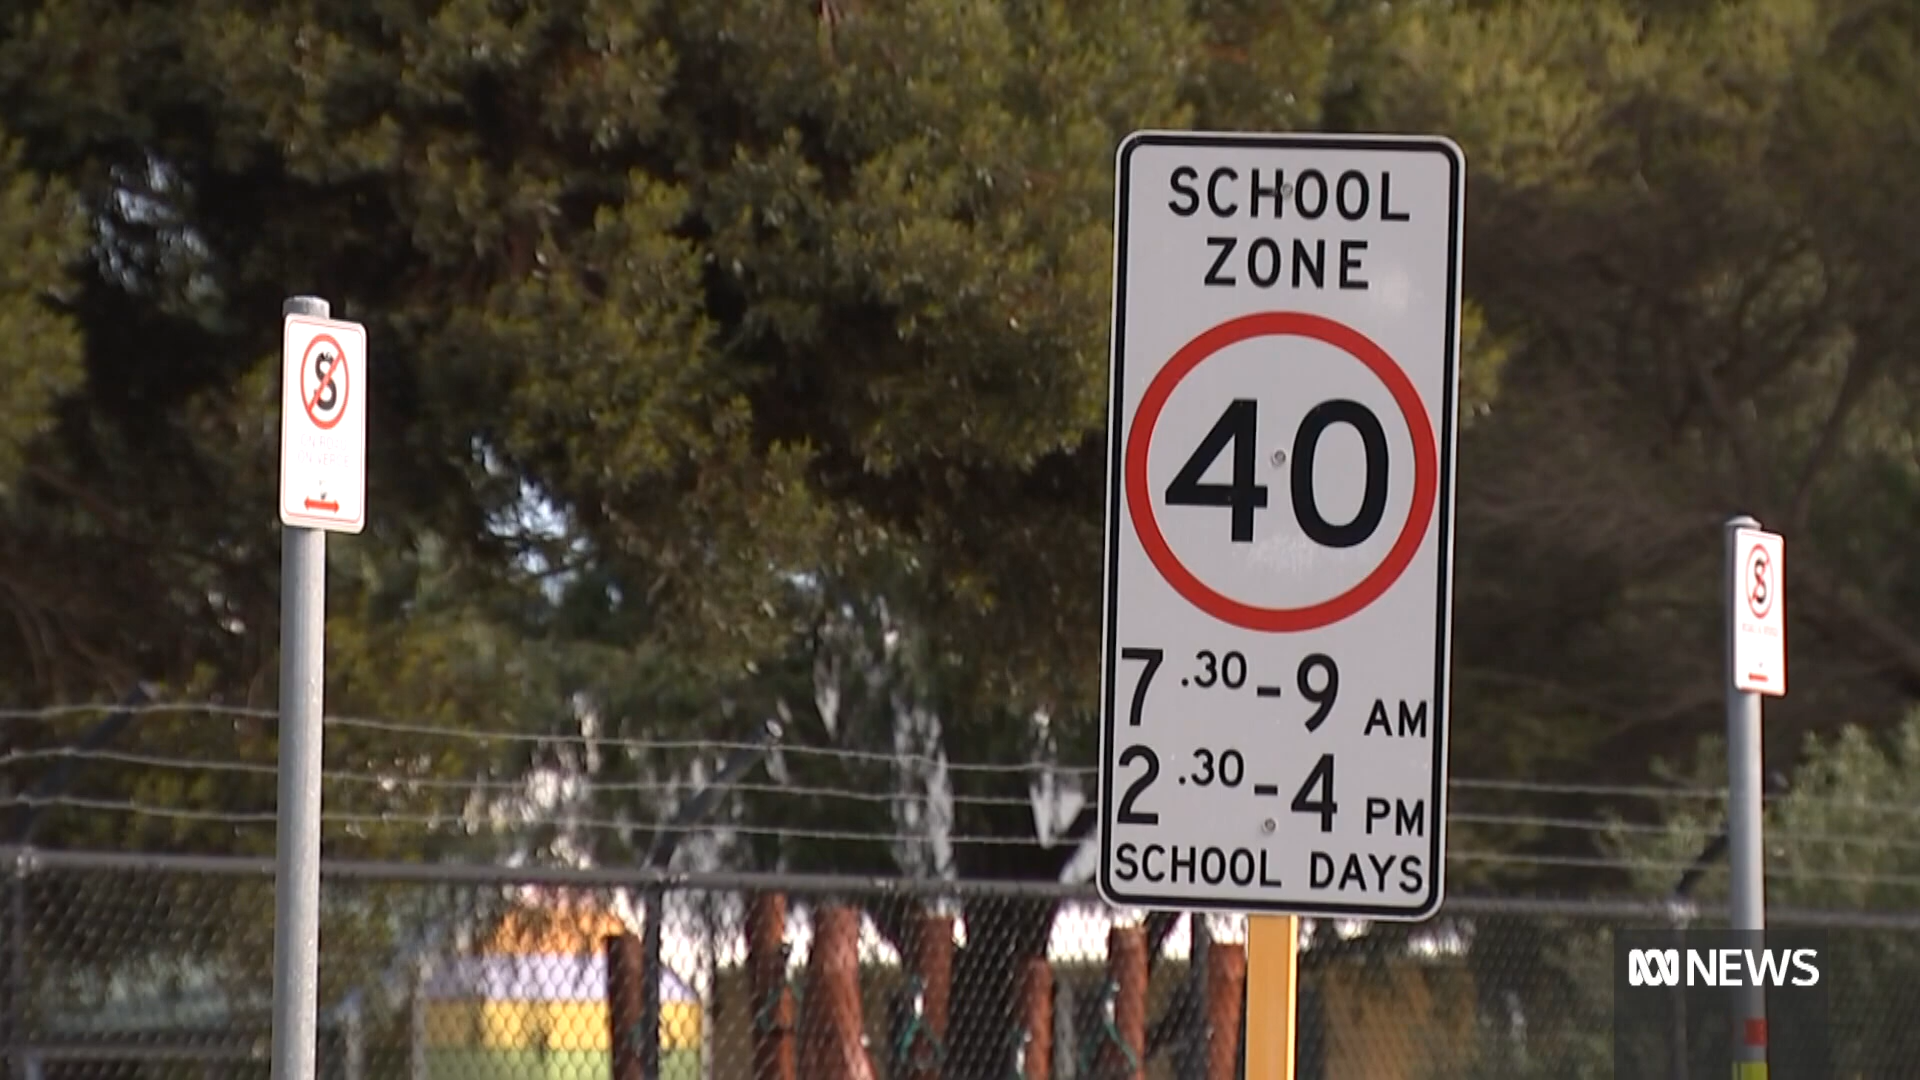 SCHOOL
ZONE
40
7.30-9 AM
2.30-4 PM
SCHOOL DAYS
S
S
NEWS